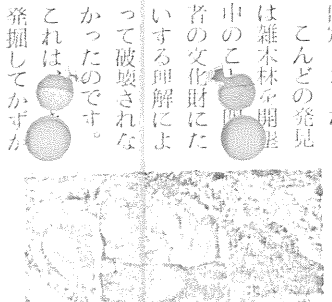 こんどの発見
は雑木林を開墾
中のこ
者の文化財にた
いする理解によ
って破壊されな
かったのです。
これは、
発掘してかずか